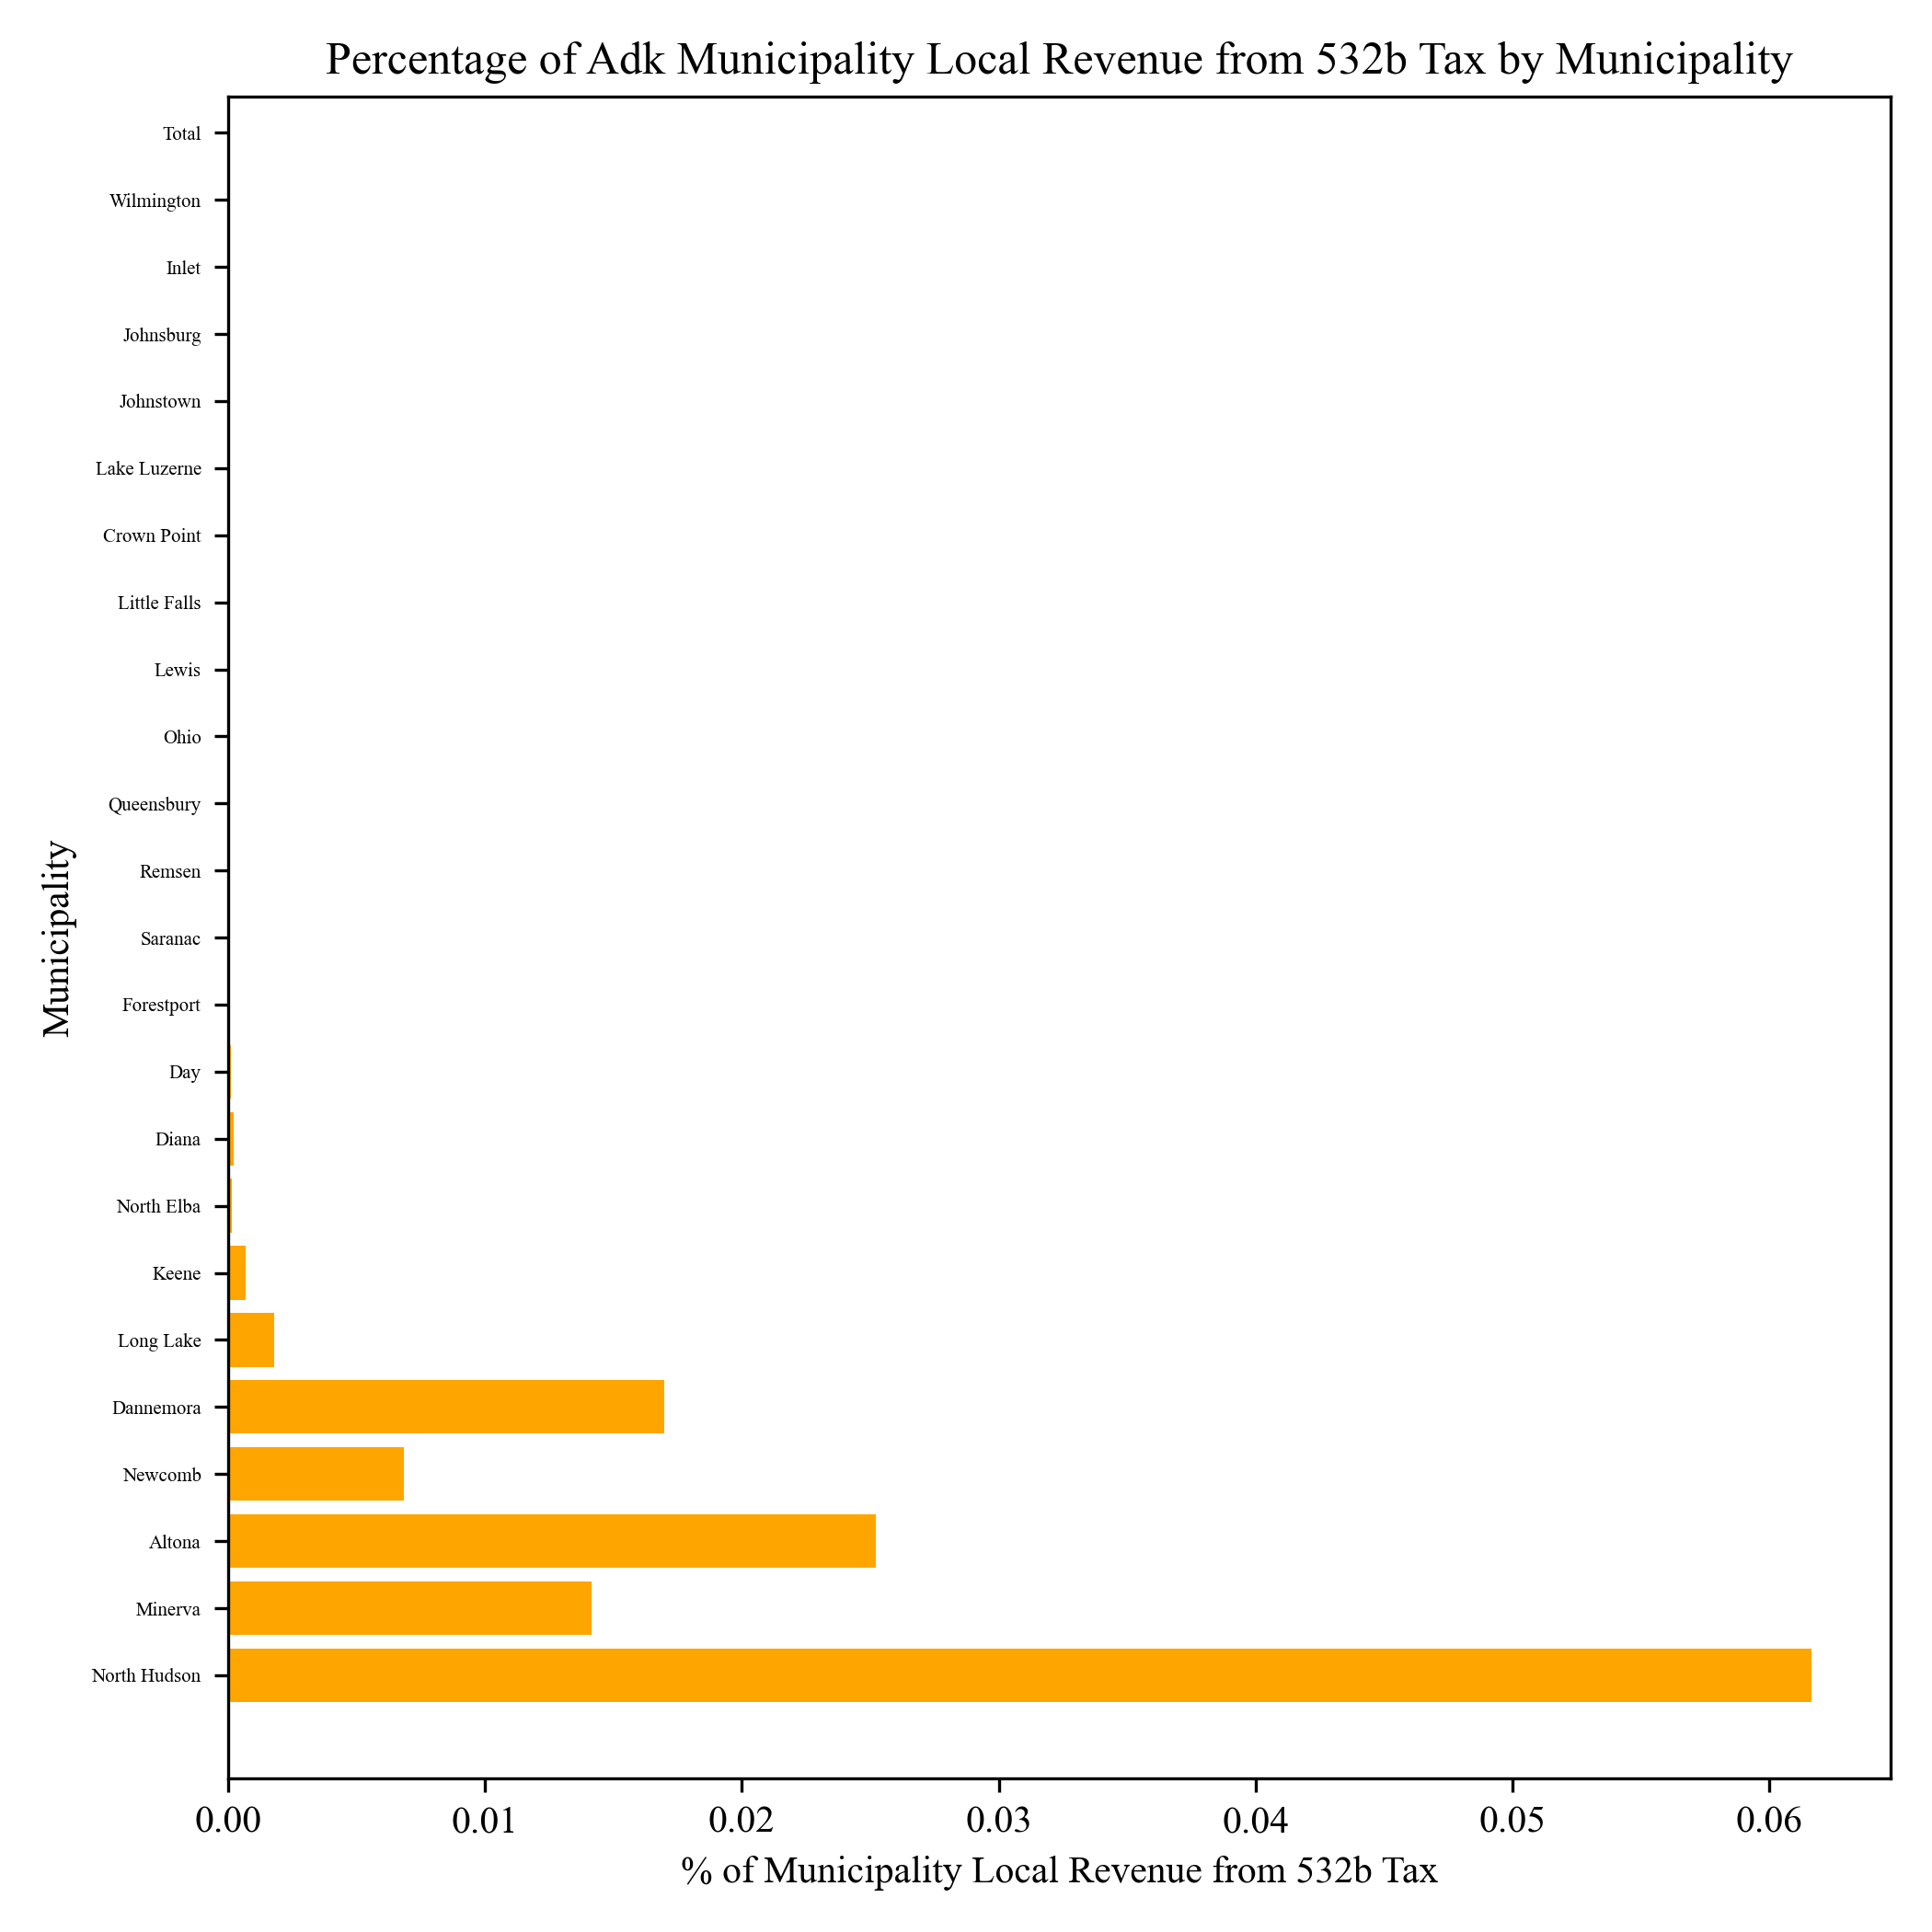 Percentage of Adk Municipality Local Revenue from 532b Tax by Municipality
Total
Wilmington
Inlet
Johnsburg
Johnstown
Lake Luzerne
Crown Point
Little Falls
Lewis
Ohio
Queensbury
Remsen
Saranac
Forestport
Day
Diana
North Elba
Keene
Long Lake
Dannemora
Newcomb
Altona
Minerva
North Hudson
Municipality
0.00 0.01 0.02 0.03 0.04 0.05 0.06
% of Municipality Local Revenue from 532b Tax